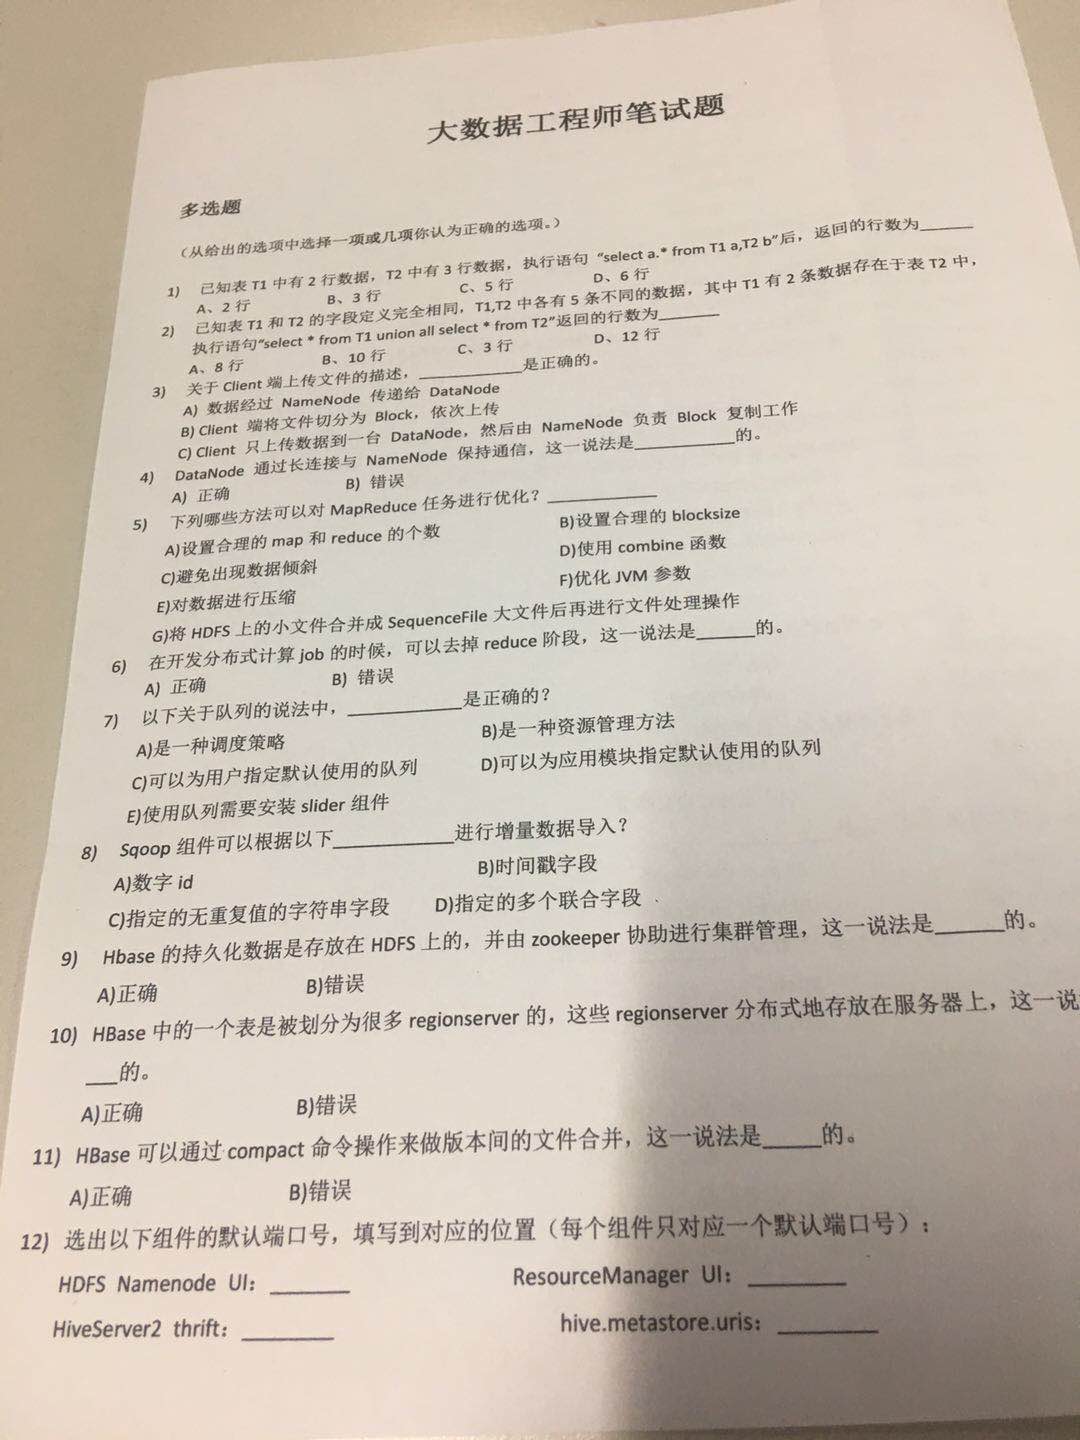 大数据工程师笔试题
多选题
（从给出的选项中选择一项或几项你认为正确的选项。）
1) 已知表 T1 中有 2 行数据，T2 中有 3 行数据，执行语句 “select a.* from T1 a,T2 b”后，返回的行数为______
A、2 行 B、3 行 C、5 行 D、6 行
2) 已知表 T1 和 T2 的字段定义完全相同，T1,T2 中各有 5 条不同的数据，其中 T1 有 2 条数据存在于表 T2 中，
执行语句“select * from T1 union all select * from T2”返回的行数为______
A、8 行 B、10 行 C、3 行 D、12 行
3) 关于 Client 端上传文件的描述，__________是正确的。
A) 数据经过 NameNode 传递给 DataNode
B) Client 端将文件切分为 Block，依次上传
C) Client 只上传数据到一台 DataNode，然后由 NameNode 负责 Block 复制工作
4) DataNode 通过长连接与 NameNode 保持通信，这一说法是__________的。
A) 正确 B) 错误
5) 下列哪些方法可以对 MapReduce 任务进行优化？__________
A)设置合理的 map 和 reduce 的个数 B)设置合理的 blocksize
C)避免出现数据倾斜 D)使用 combine 函数
E)对数据进行压缩 F)优化 JVM 参数
G)将 HDFS 上的小文件合并成 SequenceFile 大文件后再进行文件处理操作
6) 在开发分布式计算 job 的时候，可以去掉 reduce 阶段，这一说法是______的。
A) 正确 B) 错误
7) 以下关于队列的说法中，__________是正确的？
A)是一种调度策略 B)是一种资源管理方法
C)可以为用户指定默认使用的队列 D)可以为应用模块指定默认使用的队列
E)使用队列需要安装 slider 组件
8) Sqoop 组件可以根据以下__________进行增量数据导入？
A)数字 id B)时间戳字段
C)指定的无重复值的字符串字段 D)指定的多个联合字段
9) Hbase 的持久化数据是存放在 HDFS 上的，并由 zookeeper 协助进行集群管理，这一说法是______的。
A)正确 B)错误
10) HBase 中的一个表是被划分为很多 regionserver 的，这些 regionserver 分布式地存放在服务器上，这一说
___的。
A)正确 B)错误
11) HBase 可以通过 compact 命令操作来做版本间的文件合并，这一说法是_____的。
A)正确 B)错误
12) 选出以下组件的默认端口号，填写到对应的位置（每个组件只对应一个默认端口号）；
HDFS Namenode UI：_______ ResourceManager UI：________
HiveServer2 thrift：________ hive.metastore.uris：________